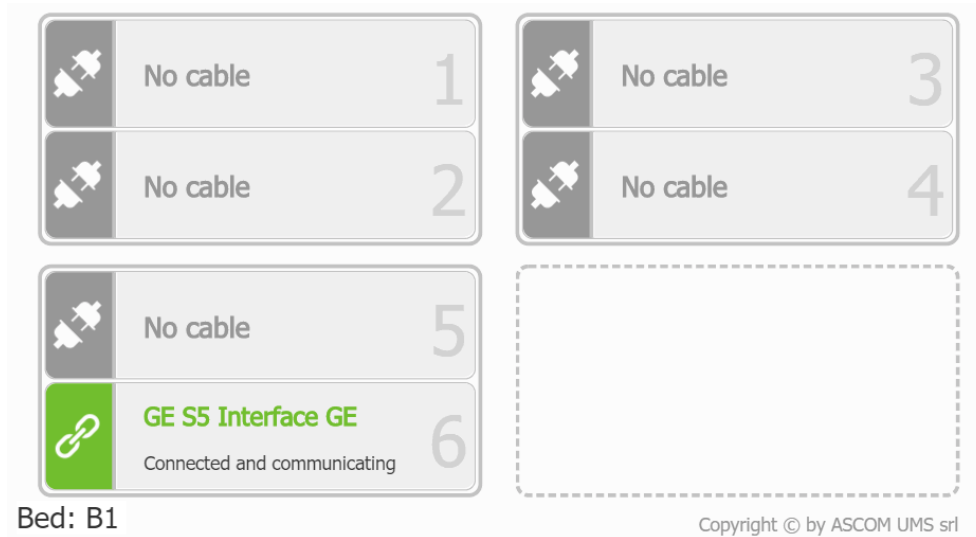 No cable 1
No cable 2
No cable 3
No cable 4
No cable 5
GE S5 Interface GE
Connected and communicating 6
Bed: B1
Copyright © by ASCOM UMS srl